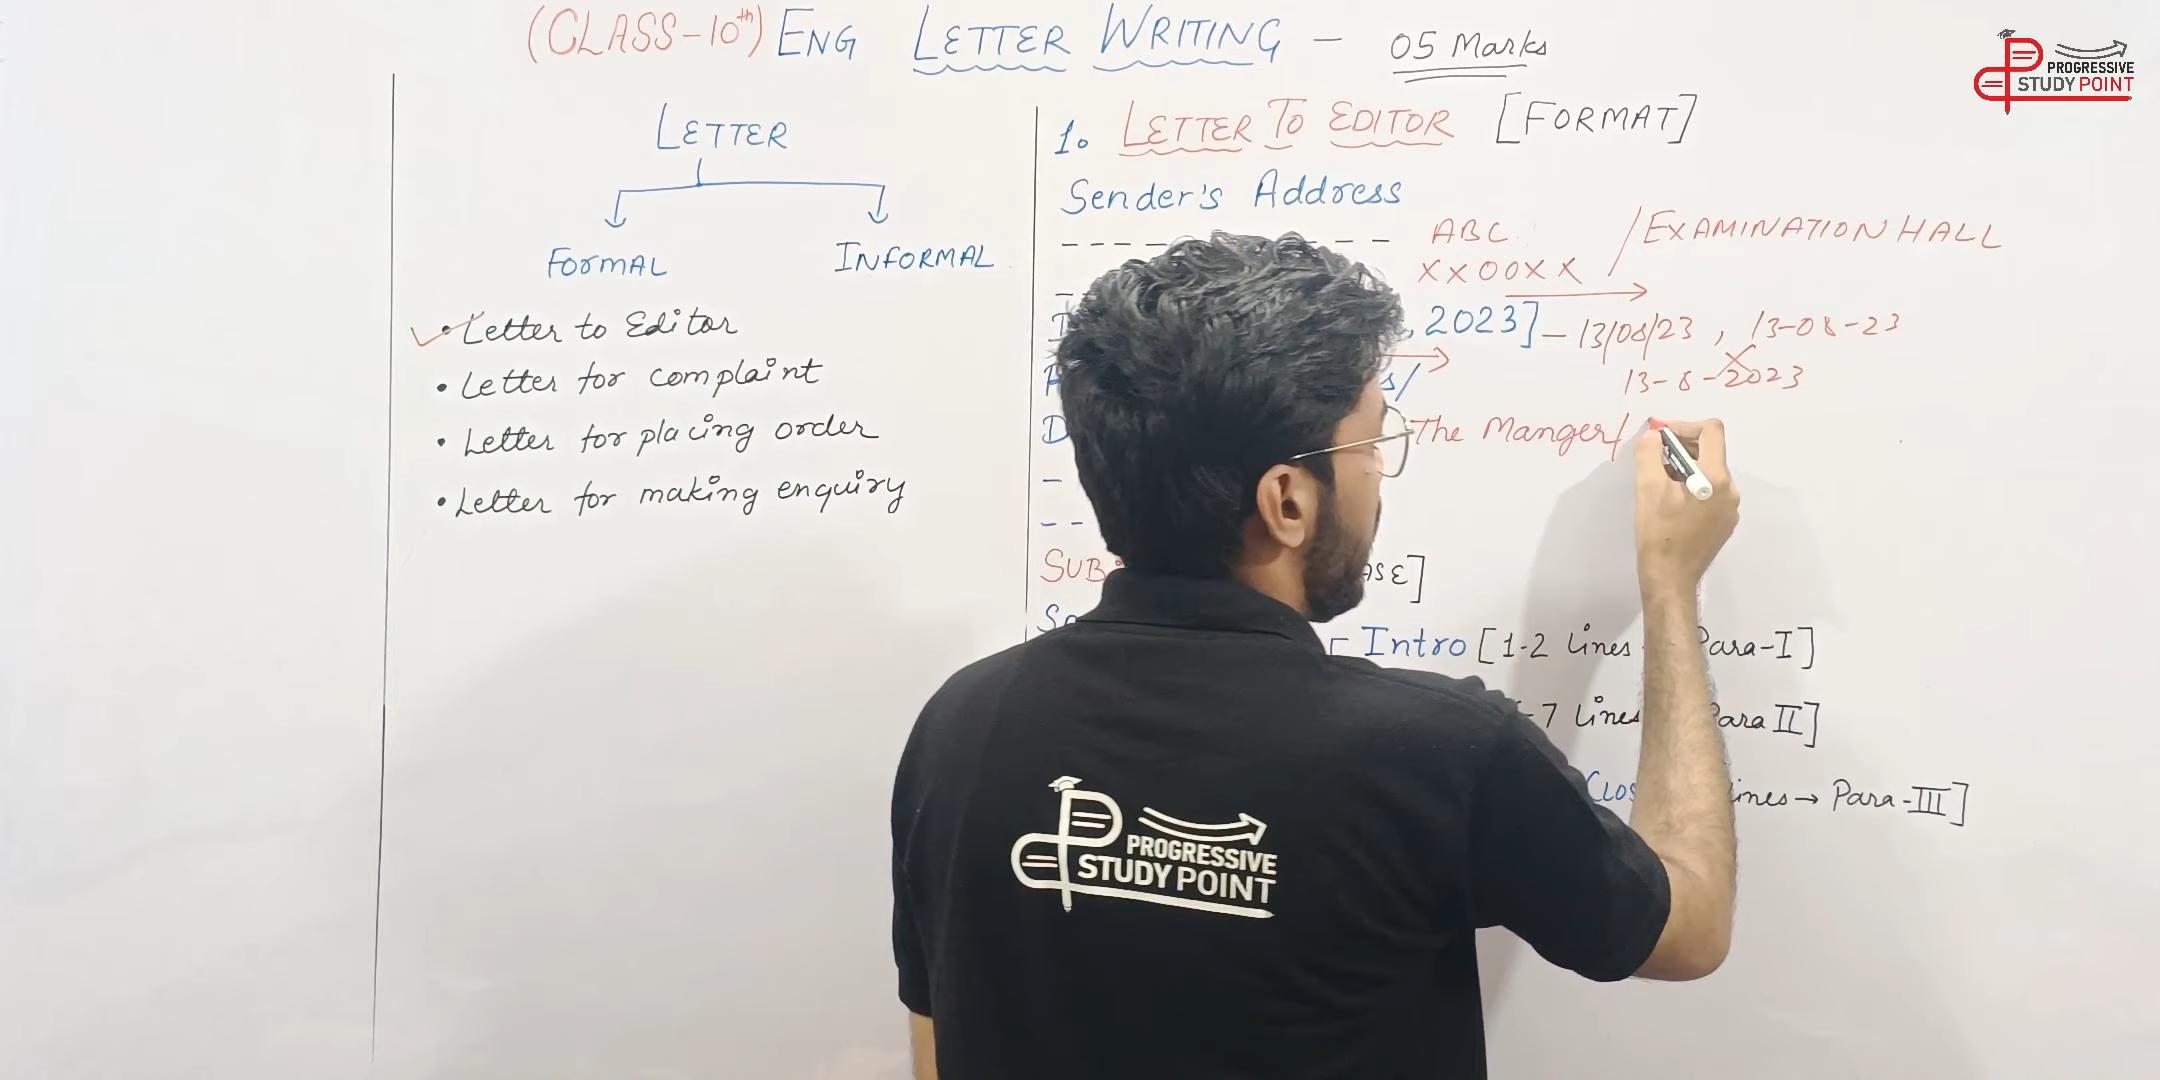 (CLASS-10th) ENG LETTER WRITING - 05 Marks
PROGRESSIVE
STUDY POINT
LETTER
FORMAL
INFORMAL
• Letter to Editor
• Letter for complaint
• Letter for placing order
• Letter for making enquiry
1. LETTER TO EDITOR [FORMAT]
Sender's Address
ABC / EXAMINATION HALL
XXOOXX
, 2023] - 13/08/23 , 13-08-23
13-8-2023
s/
D The Manger/
SUB: ASE]
Intro [1-2 lines Para-I]
-7 lines Para II]
Clos lines → Para-III]
PROGRESSIVE
STUDY POINT